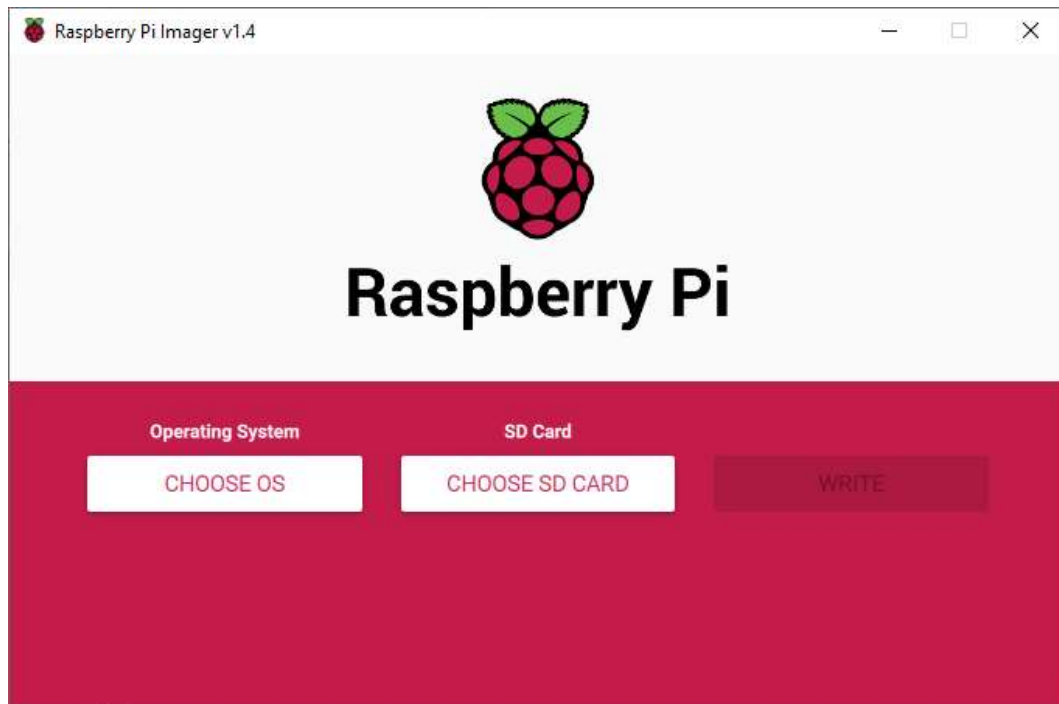 Raspberry Pi Imager v1.4
Raspberry Pi
Operating System
SD Card
CHOOSE OS
CHOOSE SD CARD
WRITE